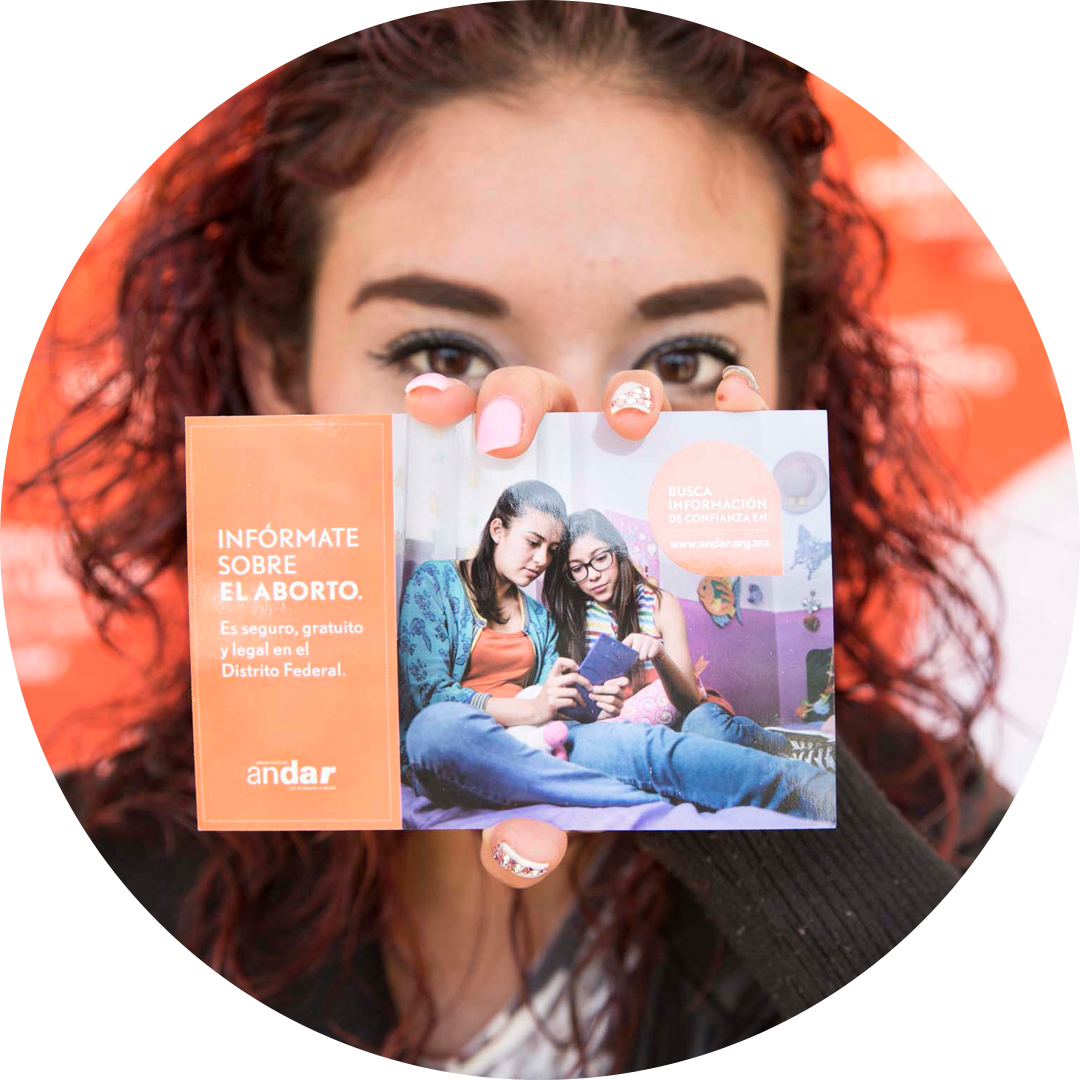 INFÓRMATE
SOBRE
EL ABORTO.
Es seguro, gratuito
y legal en el
Distrito Federal.
andar
BUSCA
INFORMACIÓN
DE CONFIANZA EN:
www.andar.org.mx